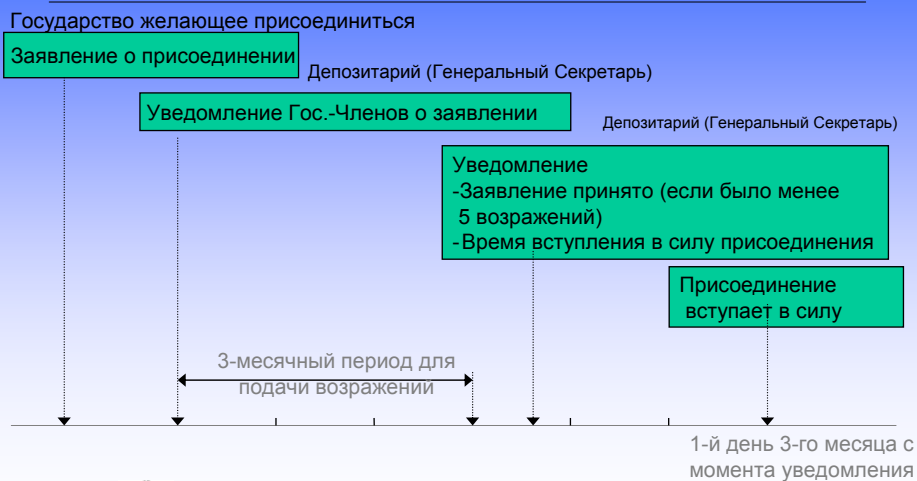 Государство желающее присоединиться
Заявление о присоединении
Депозитарий (Генеральный Секретарь)
Уведомление Гос.-Членов о заявлении
Депозитарий (Генеральный Секретарь)
Уведомление
-Заявление принято (если было менее
5 возражений)
-Время вступления в силу присоединения
Присоединение
вступает в силу
3-месячный период для
подачи возражений
1-й день 3-го месяца с
момента уведомления